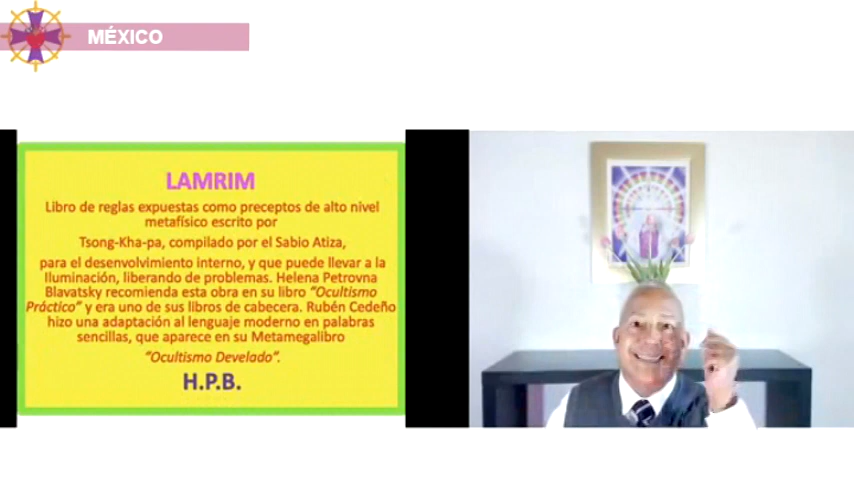 MÉXICO
LAMRIM
Libro de reglas expuestas como preceptos de alto nivel
metafísico escrito por
Tsong-Kha-pa, compilado por el Sabio Atiza,
para el desenvolvimiento interno, y que puede llevar a la
Iluminación, liberando de problemas. Helena Petrovna
Blavatsky recomienda esta obra en su libro “Ocultismo
Práctico” y era uno de sus libros de cabecera. Rubén Cedeño
hizo una adaptación al lenguaje moderno en palabras
sencillas, que aparece en su Metamegalibro
“Ocultismo Develado”.
H.P.B.